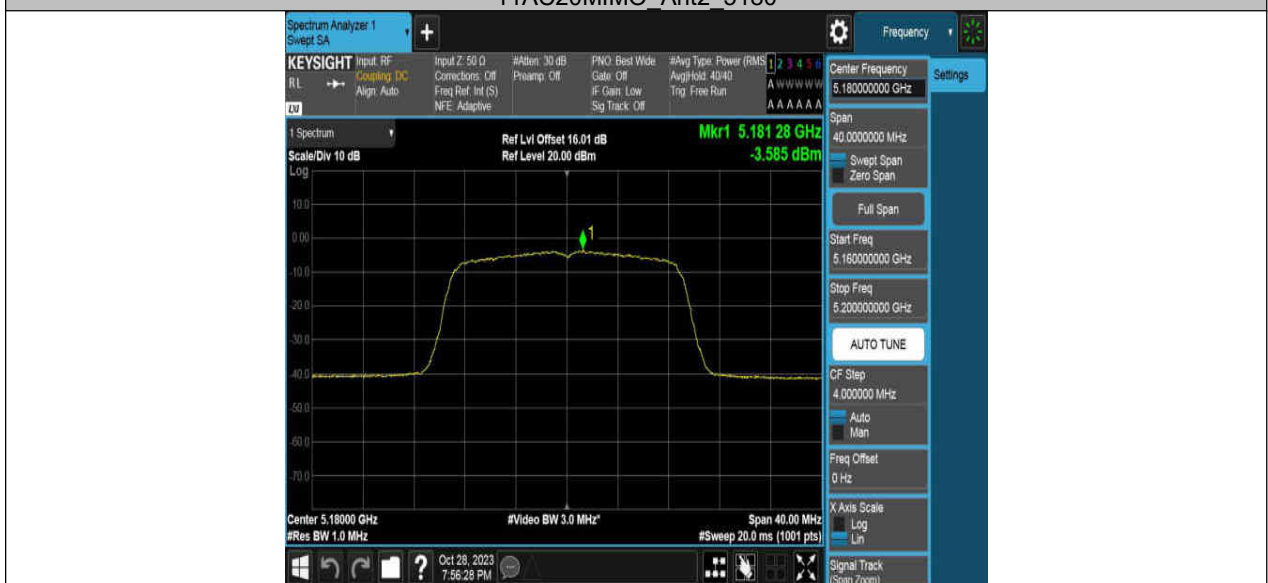 11AC20MIMO_Ant2_5180
Spectrum Analyzer 1
Swept SA
+
Frequency
KEYSIGHT
RL
LXI
Input: RF
Coupling: DC
Align: Auto
Input Z: 50 Ω
Corrections: Off
Freq Ref: Int (S)
NFE: Adaptive
#Atten: 30 dB
Preamp: Off
PNO: Best Wide
Gate: Off
IF Gain: Low
Sig Track: Off
#Avg Type: Power (RMS
Avg|Hold: 40/40
Trig: Free Run
1 2 3 4 5 6
A W W W W W
A A A A A A
Center Frequency
5.180000000 GHz
Settings
Span
40.0000000 MHz
Swept Span
Zero Span
Full Span
Start Freq
5.160000000 GHz
Stop Freq
5.200000000 GHz
AUTO TUNE
CF Step
4.000000 MHz
Auto
Man
Freq Offset
0 Hz
X Axis Scale
Log
Lin
Signal Track
(Span Zoom)
1 Spectrum
Scale/Div 10 dB
Log
Ref Lvl Offset 16.01 dB
Ref Level 20.00 dBm
Mkr1 5.181 28 GHz
-3.585 dBm
1
10.0
0.00
-10.0
-20.0
-30.0
-40.0
-50.0
-60.0
-70.0
Center 5.18000 GHz
#Res BW 1.0 MHz
#Video BW 3.0 MHz*
Span 40.00 MHz
#Sweep 20.0 ms (1001 pts)
?
Oct 28, 2023
7:56:28 PM